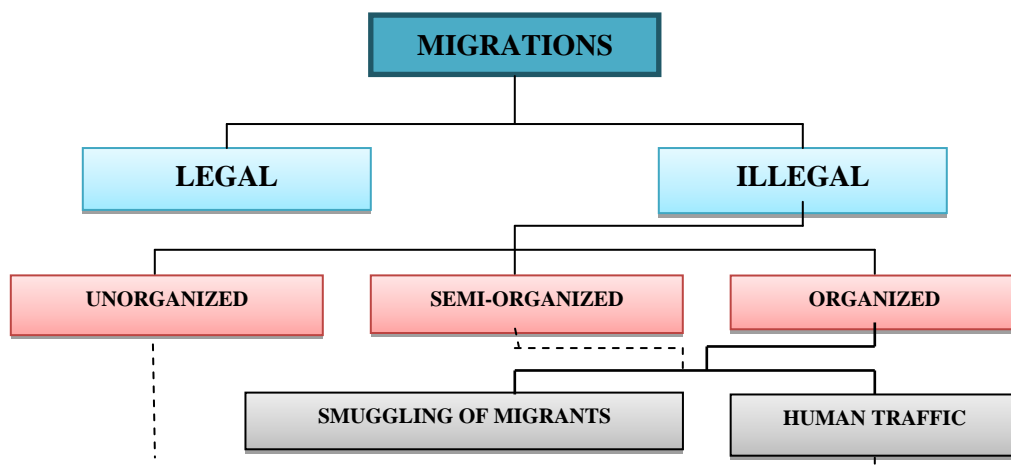 MIGRATIONS
LEGAL
ILLEGAL
UNORGANIZED
SEMI-ORGANIZED
ORGANIZED
SMUGGLING OF MIGRANTS
HUMAN TRAFFIC